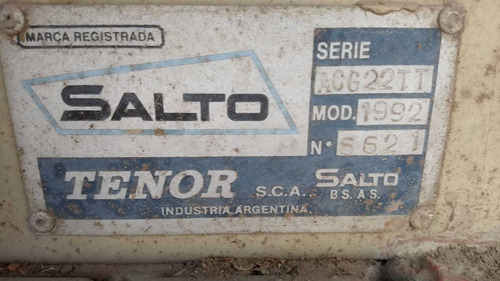 MARCA REGISTRADA
SALTO
SERIE
ACG22TT
MOD. 1992
N° 6621
TENOR S.C.A.
INDUSTRIA ARGENTINA
SALTO
BS.AS.